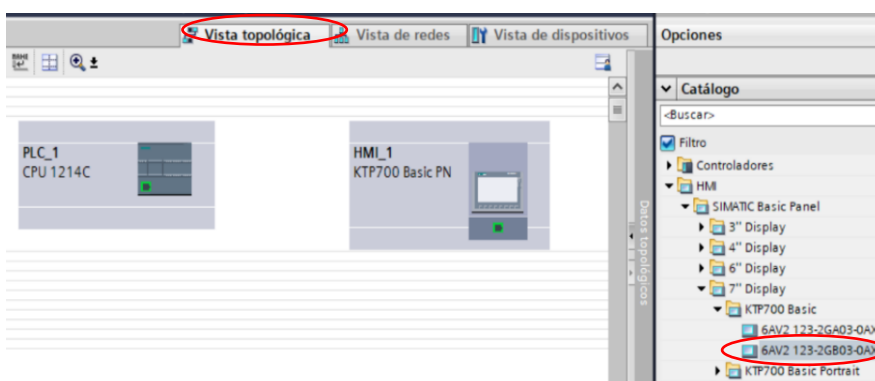 Vista topológica
Vista de redes
Vista de dispositivos
Opciones
Catálogo
<Buscar>
Filtro
Controladores
HMI
SIMATIC Basic Panel
3" Display
4" Display
6" Display
7" Display
KTP700 Basic
6AV2 123-2GA03-0AX
6AV2 123-2GB03-0AX
KTP700 Basic Portrait
PLC_1
CPU 1214C
HMI_1
KTP700 Basic PN
Datos topológicos